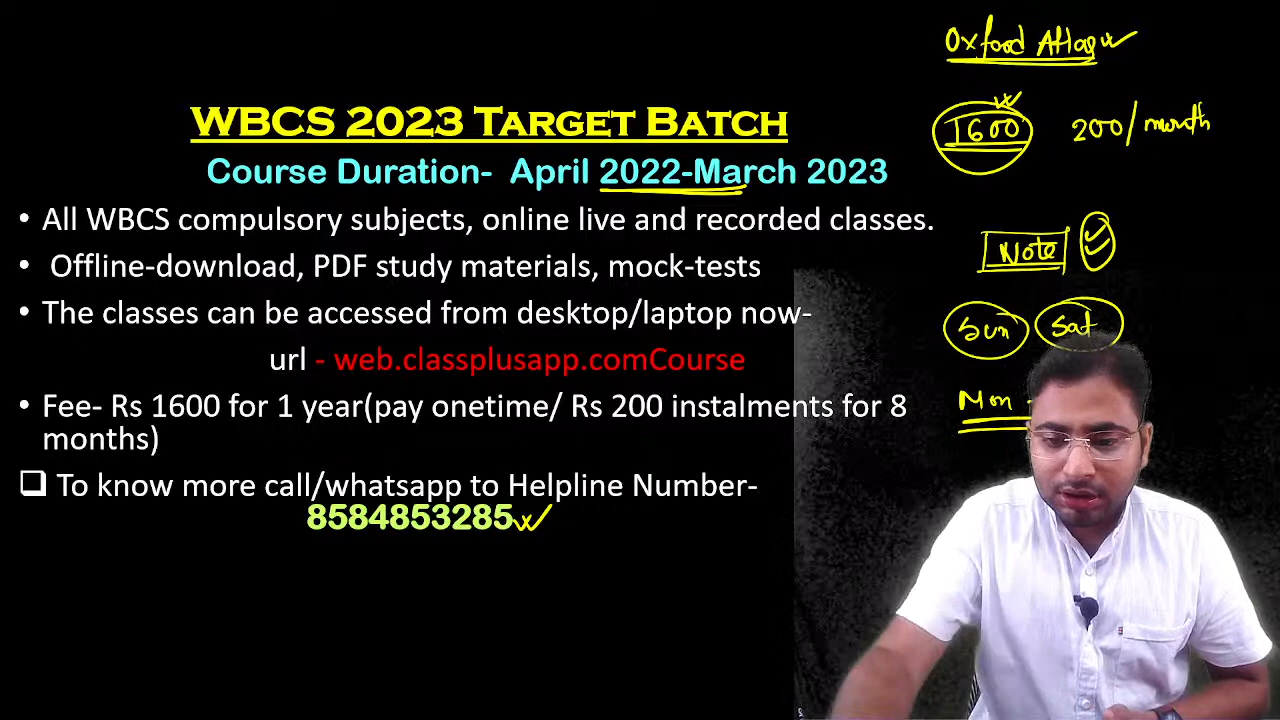 Oxford Atlas
WBCS 2023 TARGET BATCH
1600 200/month
Course Duration- April 2022-March 2023
• All WBCS compulsory subjects, online live and recorded classes.
Note
• Offline-download, PDF study materials, mock-tests
• The classes can be accessed from desktop/laptop now-
Sun Sat
url - web.classplusapp.comCourse
• Fee- Rs 1600 for 1 year(pay onetime/ Rs 200 instalments for 8
months)
Mon -
❑ To know more call/whatsapp to Helpline Number-
8584853285